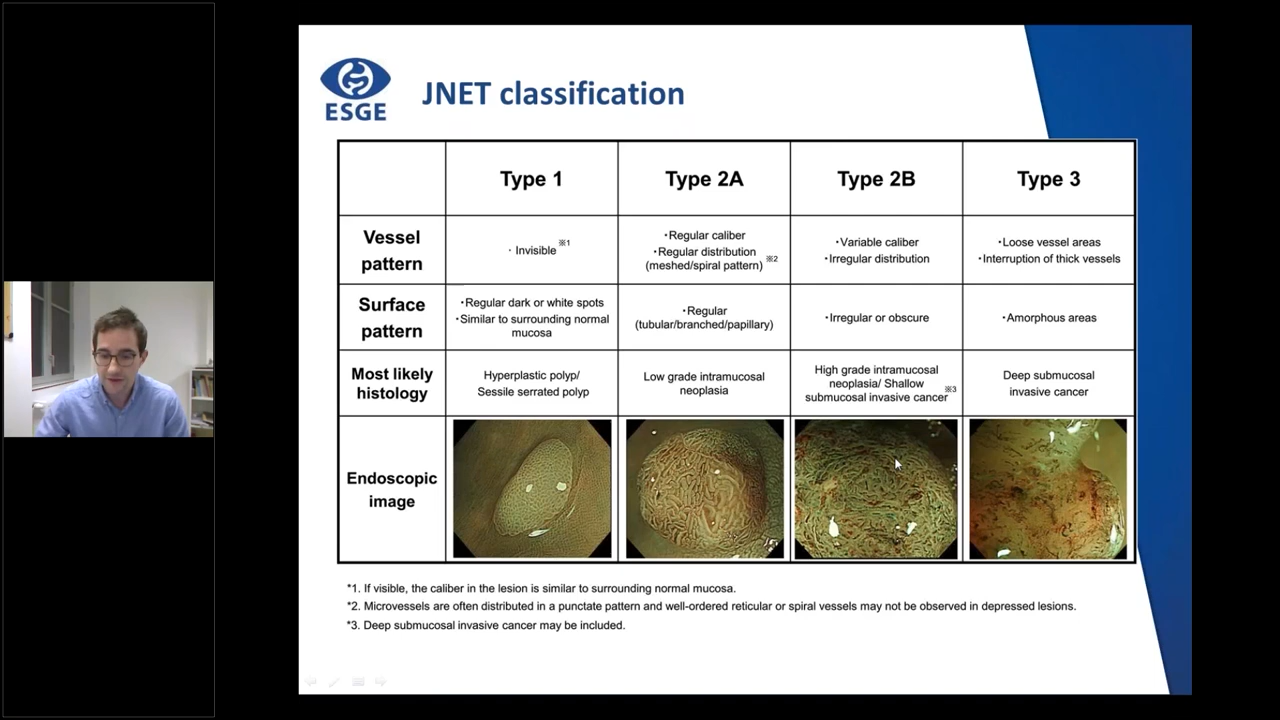 ESGE
JNET classification
Type 1
Type 2A
Type 2B
Type 3
Vessel
pattern
・Invisible ※1
・Regular caliber
・Regular distribution
(meshed/spiral pattern) ※2
・Variable caliber
・Irregular distribution
・Loose vessel areas
・Interruption of thick vessels
Surface
pattern
・Regular dark or white spots
・Similar to surrounding normal
mucosa
・Regular
(tubular/branched/papillary)
・Irregular or obscure
・Amorphous areas
Most likely
histology
Hyperplastic polyp/
Sessile serrated polyp
Low grade intramucosal
neoplasia
High grade intramucosal
neoplasia/ Shallow
submucosal invasive cancer ※3
Deep submucosal
invasive cancer
Endoscopic
image
*1. If visible, the caliber in the lesion is similar to surrounding normal mucosa.
*2. Microvessels are often distributed in a punctate pattern and well-ordered reticular or spiral vessels may not be observed in depressed lesions.
*3. Deep submucosal invasive cancer may be included.